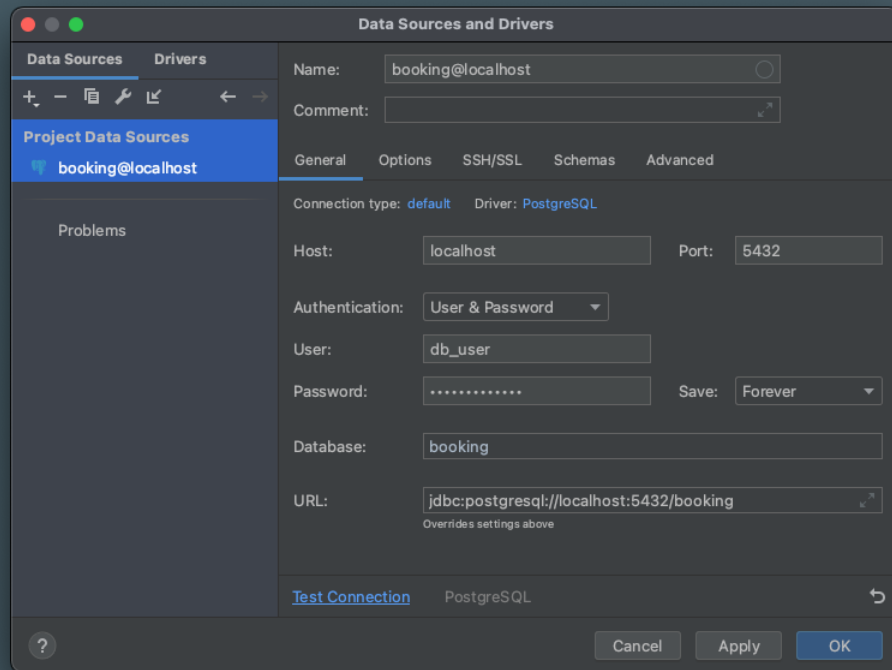 Data Sources and Drivers
Data Sources Drivers
Project Data Sources
booking@localhost
Problems
Name: booking@localhost
Comment:
General Options SSH/SSL Schemas Advanced
Connection type: default Driver: PostgreSQL
Host: localhost Port: 5432
Authentication: User & Password
User: db_user
Password: ••••••••••••• Save: Forever
Database: booking
URL: jdbc:postgresql://localhost:5432/booking
Overrides settings above
Test Connection PostgreSQL
? Cancel Apply OK